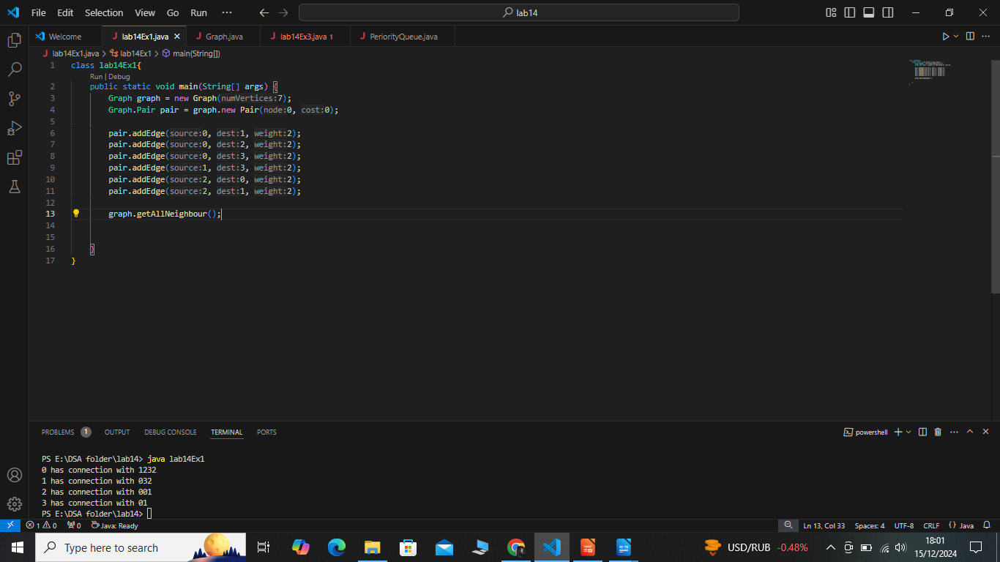 File Edit Selection View Go Run ··· lab14
Welcome lab14Ex1.java Graph.java lab14Ex3.java 1 PeriorityQueue.java
lab14Ex1.java > lab14Ex1 > main(String[])
1 class lab14Ex1{
Run | Debug
2 public static void main(String[] args) {
3 Graph graph = new Graph(numVertices:7);
4 Graph.Pair pair = graph.new Pair(node:0, cost:0);
5
6 pair.addEdge(source:0, dest:1, weight:2);
7 pair.addEdge(source:0, dest:2, weight:2);
8 pair.addEdge(source:0, dest:3, weight:2);
9 pair.addEdge(source:1, dest:3, weight:2);
10 pair.addEdge(source:2, dest:0, weight:2);
11 pair.addEdge(source:2, dest:1, weight:2);
12
13 graph.getAllNeighbour();
14
15
16 }
17 }
PROBLEMS 1 OUTPUT DEBUG CONSOLE TERMINAL PORTS powershell
PS E:\DSA folder\lab14> java lab14Ex1
0 has connection with 1232
1 has connection with 032
2 has connection with 001
3 has connection with 01
PS E:\DSA folder\lab14>
1 0 0 Java: Ready Ln 13, Col 33 Spaces: 4 UTF-8 CRLF {} Java
Type here to search USD/RUB -0.48% 18:01
15/12/2024